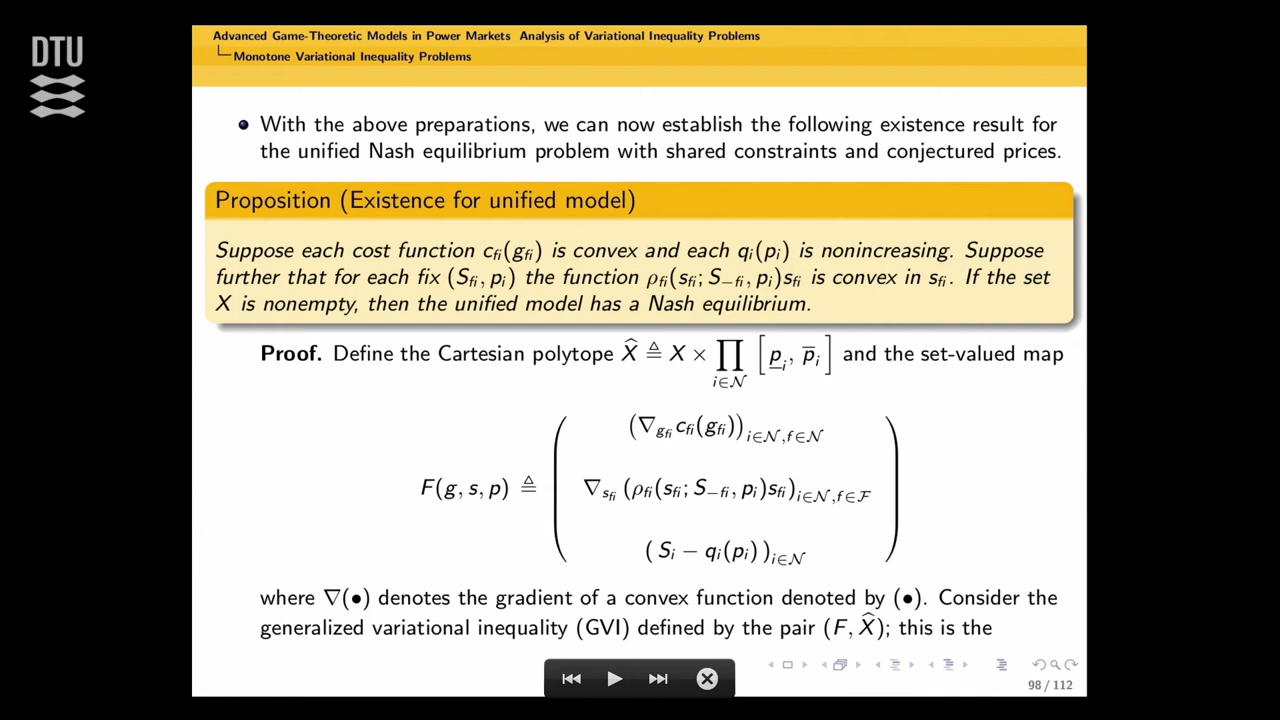 DTU
Advanced Game-Theoretic Models in Power Markets Analysis of Variational Inequality Problems
Monotone Variational Inequality Problems
With the above preparations, we can now establish the following existence result for
the unified Nash equilibrium problem with shared constraints and conjectured prices.
Proposition (Existence for unified model)
Suppose each cost function c_fi(g_fi) is convex and each q_i(p_i) is nonincreasing. Suppose
further that for each fix (S_fi, p_i) the function ρ_fi(s_fi; S_−fi, p_i)s_fi is convex in s_fi. If the set
X is nonempty, then the unified model has a Nash equilibrium.
Proof. Define the Cartesian polytope X̂ ≜ X × ∏_{i∈𝒩} [p̲_i, p̅_i] and the set-valued map
(∇_{g_fi} c_fi(g_fi))_{i∈𝒩,f∈𝒩}
F(g, s, p) ≜ ∇_{s_fi} (ρ_fi(s_fi; S_−fi, p_i)s_fi)_{i∈𝒩,f∈ℱ}
(S_i − q_i(p_i))_{i∈𝒩}
where ∇(•) denotes the gradient of a convex function denoted by (•). Consider the
generalized variational inequality (GVI) defined by the pair (F, X̂); this is the
98 / 112